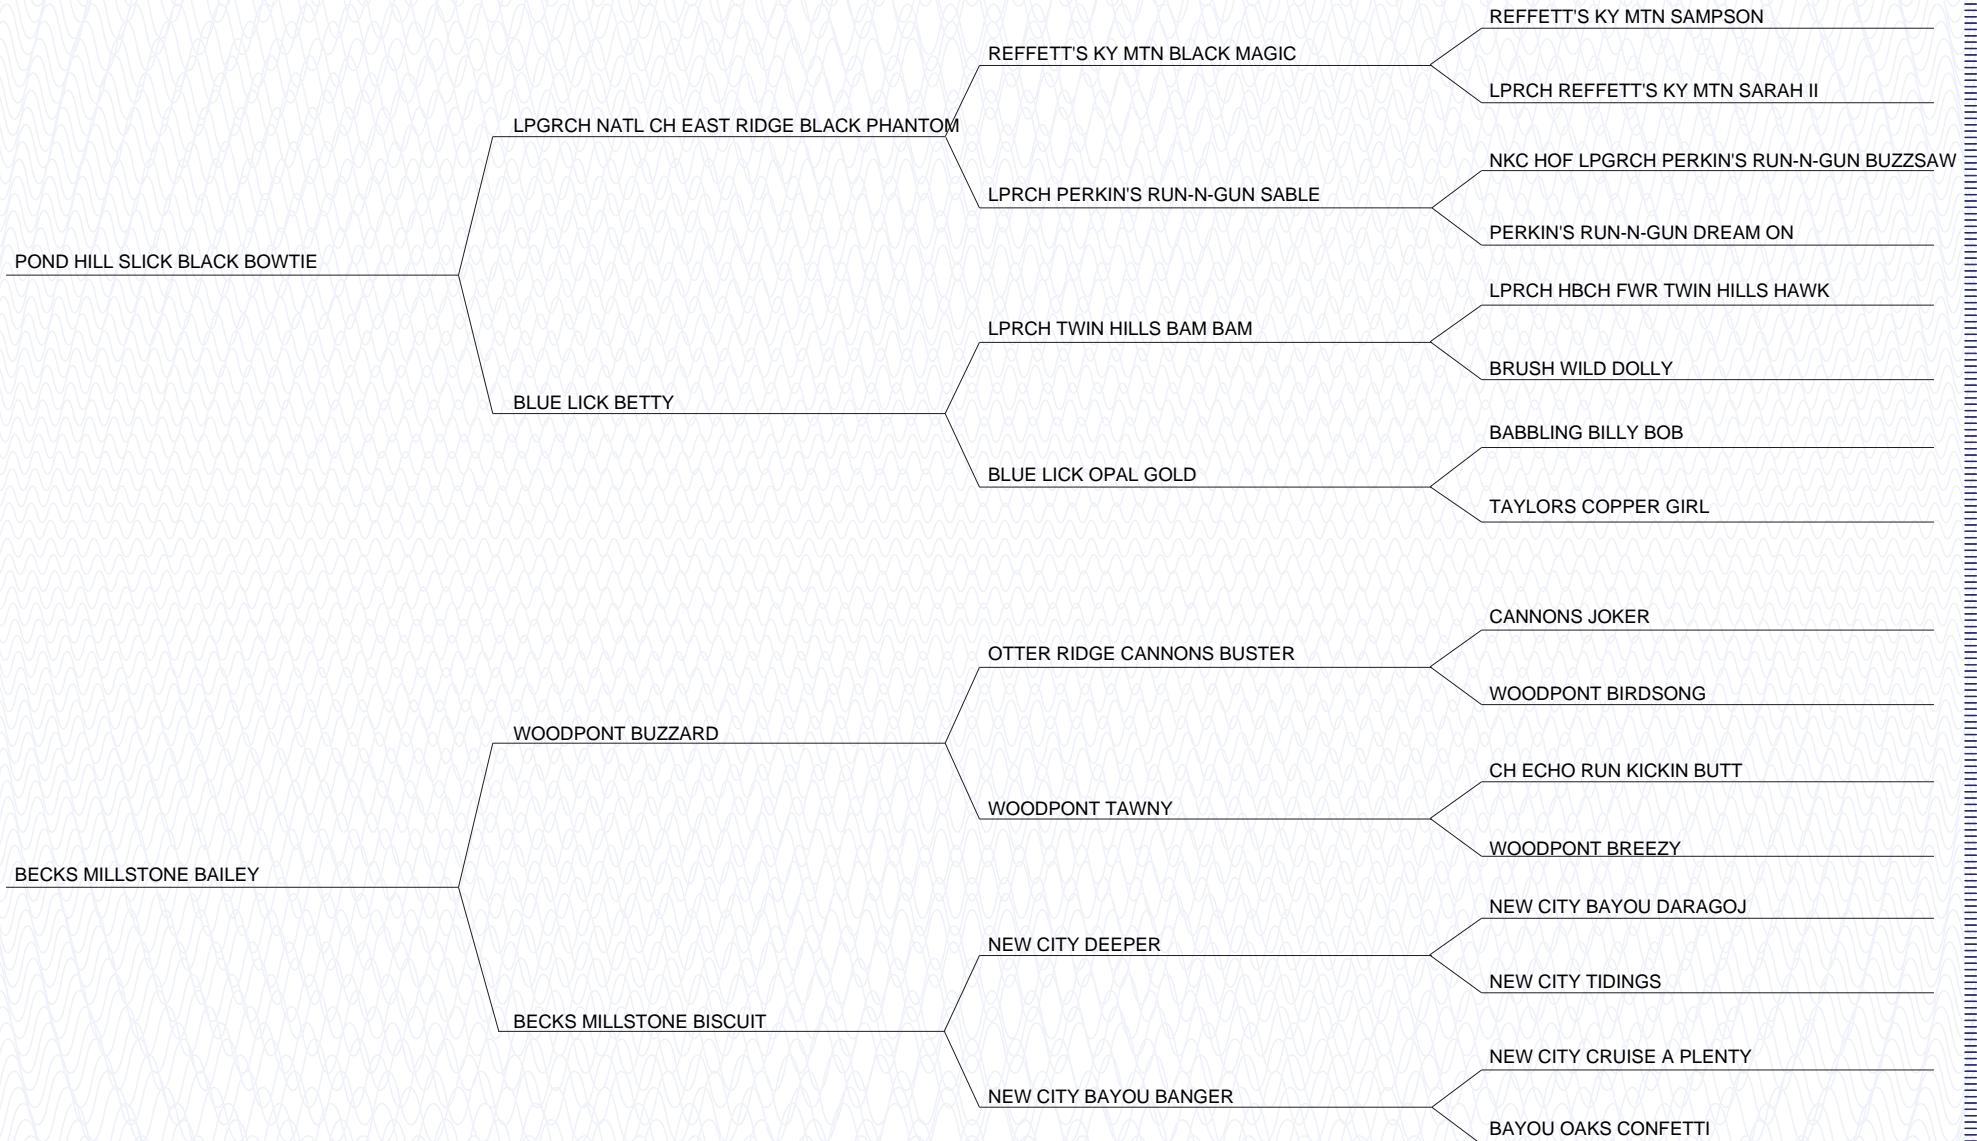 REFFETT'S KY MTN SAMPSON
REFFETT'S KY MTN BLACK MAGIC
LPRCH REFFETT'S KY MTN SARAH II
LPGRCH NATL CH EAST RIDGE BLACK PHANTOM
NKC HOF LPGRCH PERKIN'S RUN-N-GUN BUZZSAW
LPRCH PERKIN'S RUN-N-GUN SABLE
PERKIN'S RUN-N-GUN DREAM ON
POND HILL SLICK BLACK BOWTIE
LPRCH HBCH FWR TWIN HILLS HAWK
LPRCH TWIN HILLS BAM BAM
BRUSH WILD DOLLY
BLUE LICK BETTY
BABBLING BILLY BOB
BLUE LICK OPAL GOLD
TAYLORS COPPER GIRL
CANNONS JOKER
OTTER RIDGE CANNONS BUSTER
WOODPONT BIRDSONG
WOODPONT BUZZARD
CH ECHO RUN KICKIN BUTT
WOODPONT TAWNY
WOODPONT BREEZY
BECKS MILLSTONE BAILEY
NEW CITY BAYOU DARAGOJ
NEW CITY DEEPER
NEW CITY TIDINGS
BECKS MILLSTONE BISCUIT
NEW CITY CRUISE A PLENTY
NEW CITY BAYOU BANGER
BAYOU OAKS CONFETTI